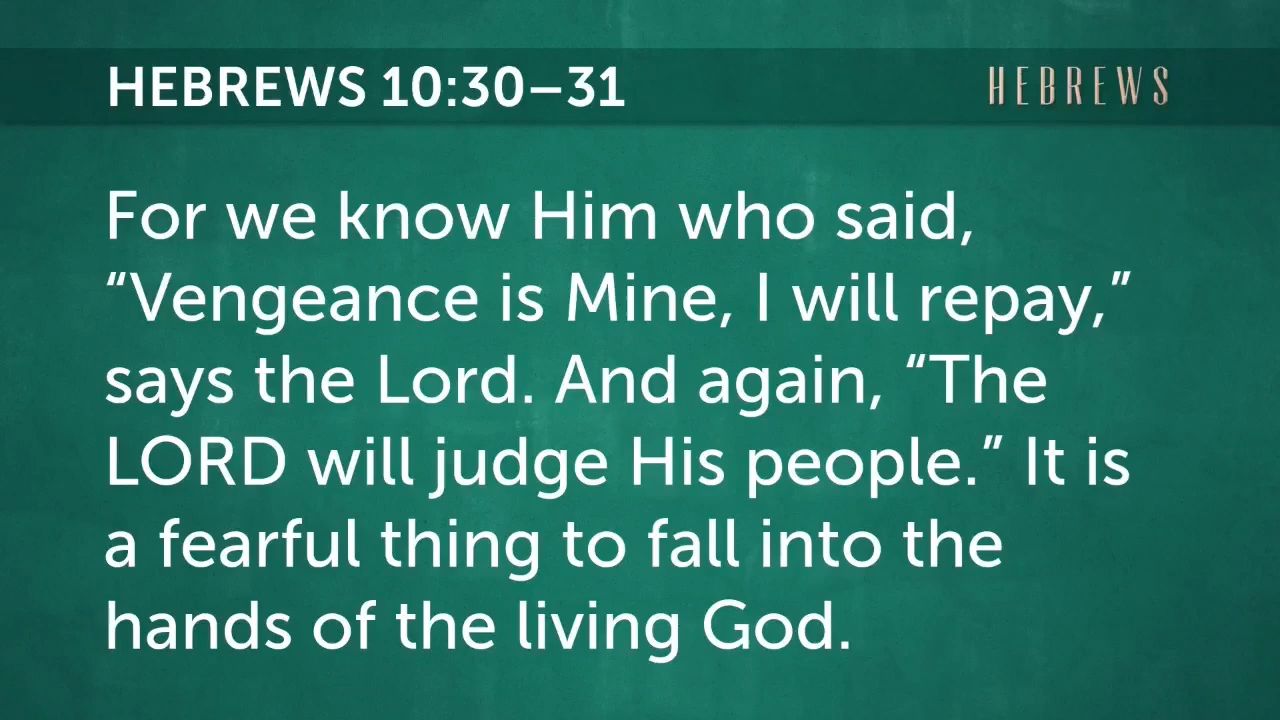 HEBREWS 10:30–31
HEBREWS
For we know Him who said,
“Vengeance is Mine, I will repay,”
says the Lord. And again, “The
LORD will judge His people.” It is
a fearful thing to fall into the
hands of the living God.